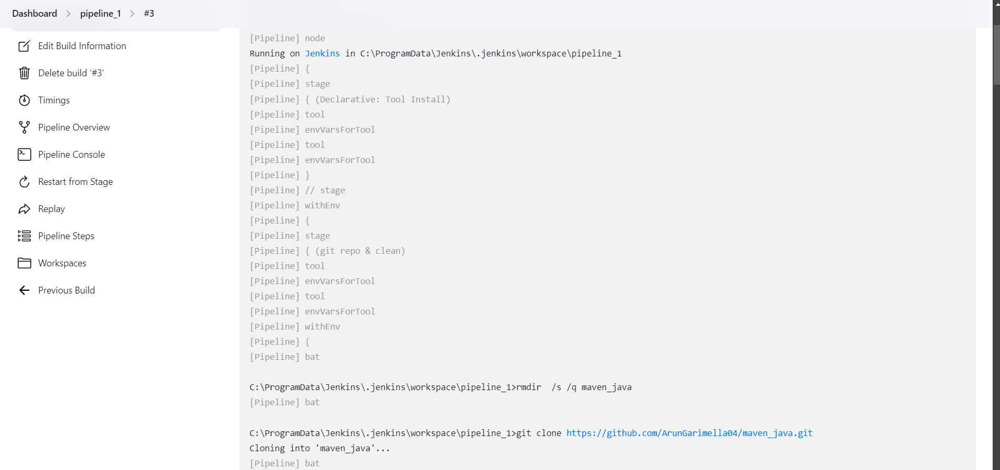 Dashboard > pipeline_1 > #3
Edit Build Information
Delete build ‘#3’
Timings
Pipeline Overview
Pipeline Console
Restart from Stage
Replay
Pipeline Steps
Workspaces
Previous Build
[Pipeline] node
Running on Jenkins in C:\ProgramData\Jenkins\.jenkins\workspace\pipeline_1
[Pipeline] {
[Pipeline] stage
[Pipeline] { (Declarative: Tool Install)
[Pipeline] tool
[Pipeline] envVarsForTool
[Pipeline] tool
[Pipeline] envVarsForTool
[Pipeline] }
[Pipeline] // stage
[Pipeline] withEnv
[Pipeline] {
[Pipeline] stage
[Pipeline] { (git repo & clean)
[Pipeline] tool
[Pipeline] envVarsForTool
[Pipeline] tool
[Pipeline] envVarsForTool
[Pipeline] withEnv
[Pipeline] {
[Pipeline] bat
C:\ProgramData\Jenkins\.jenkins\workspace\pipeline_1>rmdir  /s /q maven_java
[Pipeline] bat
C:\ProgramData\Jenkins\.jenkins\workspace\pipeline_1>git clone https://github.com/ArunGarimella04/maven_java.git
Cloning into 'maven_java'...
[Pipeline] bat